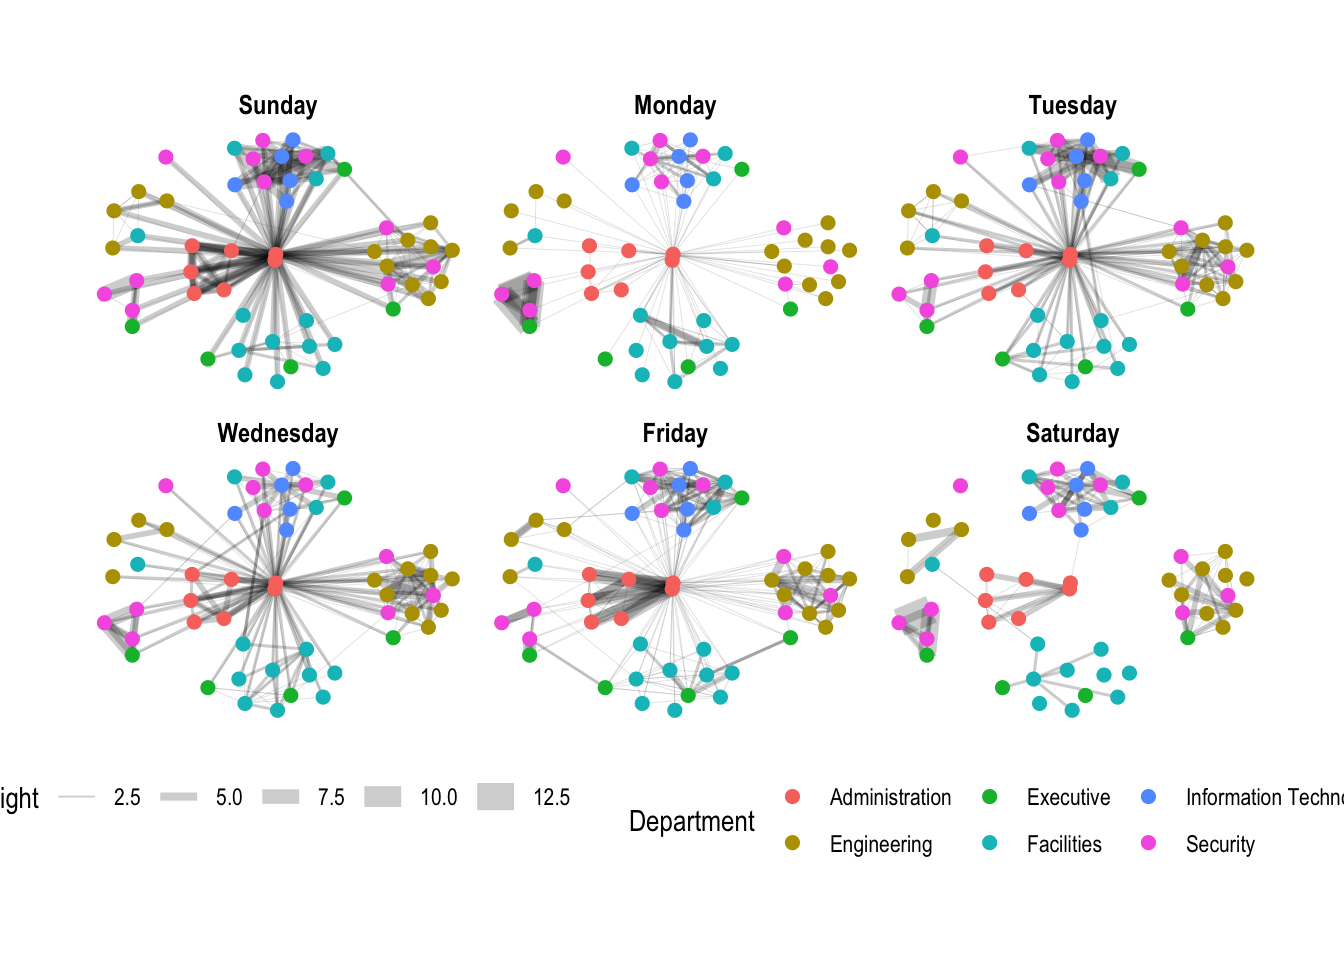 Sunday
Monday
Tuesday
Wednesday
Friday
Saturday
2.5
5.0
7.5
10.0
12.5
Department
Administration
Executive
Information
Engineering
Facilities
Security